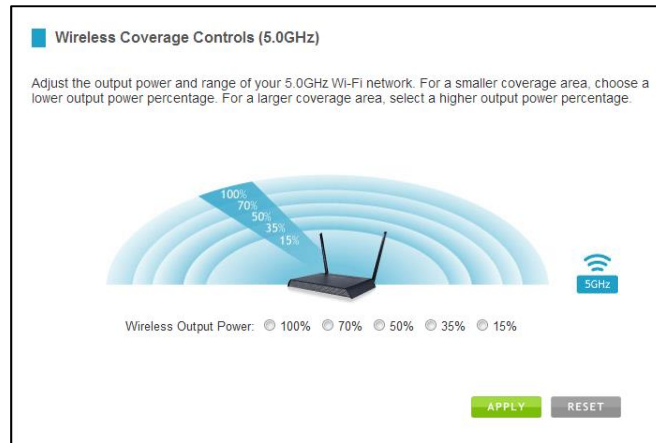 Wireless Coverage Controls (5.0GHz)
Adjust the output power and range of your 5.0GHz Wi-Fi network. For a smaller coverage area, choose a
lower output power percentage. For a larger coverage area, select a higher output power percentage.
100%
70%
50%
35%
15%
5GHz
Wireless Output Power: 100% 70% 50% 35% 15%
APPLY RESET